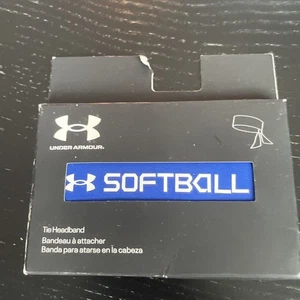 UNDER ARMOUR.
SOFTBALL
Tie Headband
Bandeau à attacher
Banda para atarse en la cabeza